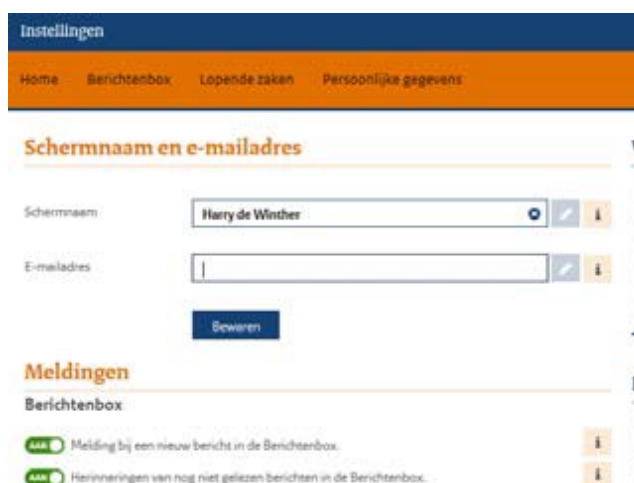 Instellingen
Home Berichtenbox Lopende zaken Persoonlijke gegevens
Schermnaam en e-mailadres
Schermnaam Harry de Winther i
E-mailadres i
Bewaren
Meldingen
Berichtenbox
AAN Melding bij een nieuw bericht in de Berichtenbox. i
AAN Herinneringen van nog niet gelezen berichten in de Berichtenbox. i